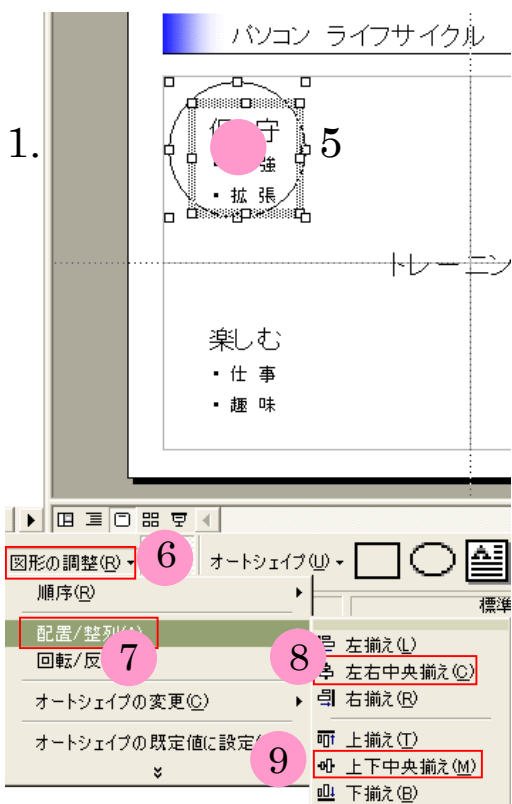 パソコン ライフサイクル
1.
5
守
強
・拡 張
トレーニン
楽しむ
・仕 事
・趣 味
図形の調整(R)
6
オートシェイプ(U)
順序(R)
標準
配置/整列(A)
7
回転/反
8
左揃え(L)
左右中央揃え(C)
オートシェイプの変更(C)
右揃え(R)
オートシェイプの既定値に設定(
9
上揃え(T)
上下中央揃え(M)
下揃え(B)